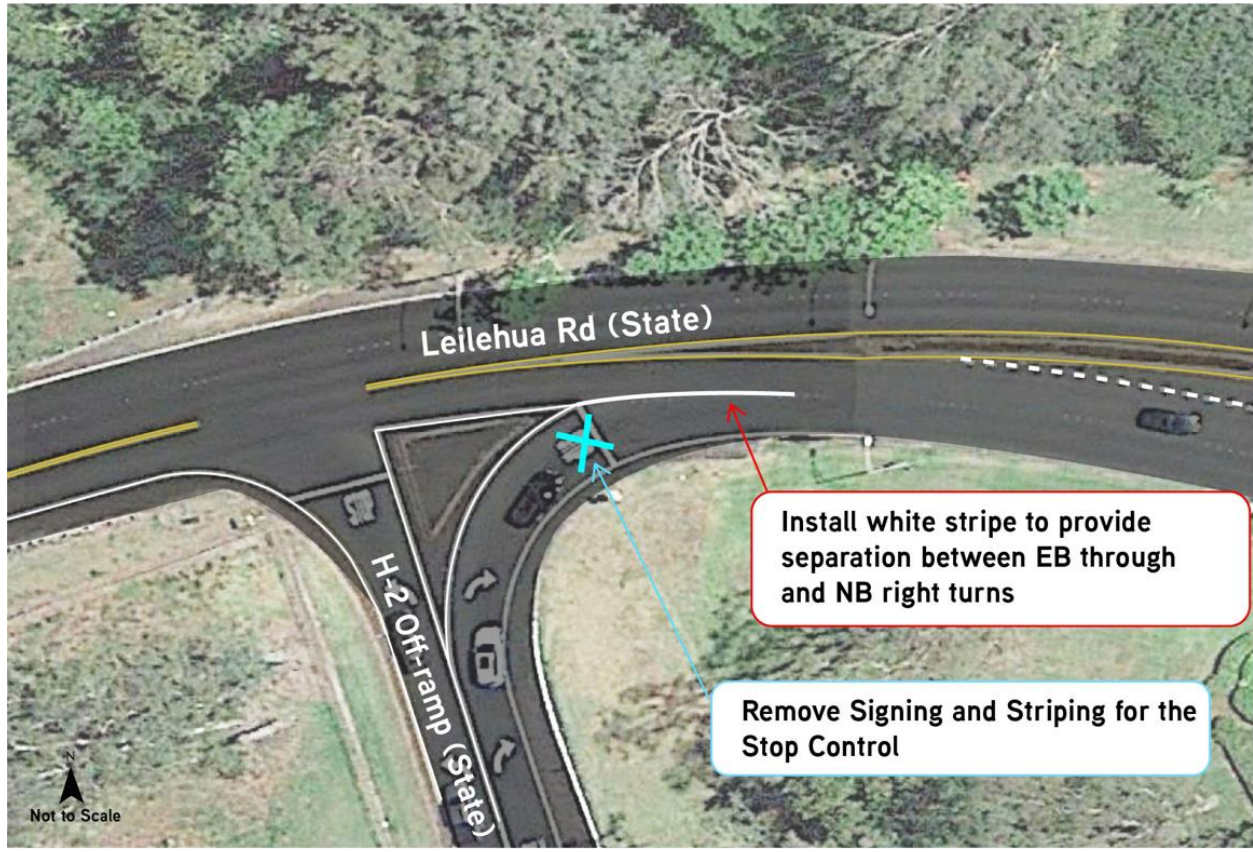 Leilehua Rd (State)
Install white stripe to provide
separation between EB through
and NB right turns
H-2 Off-ramp (State)
Remove Signing and Striping for the
Stop Control
N
Not to Scale